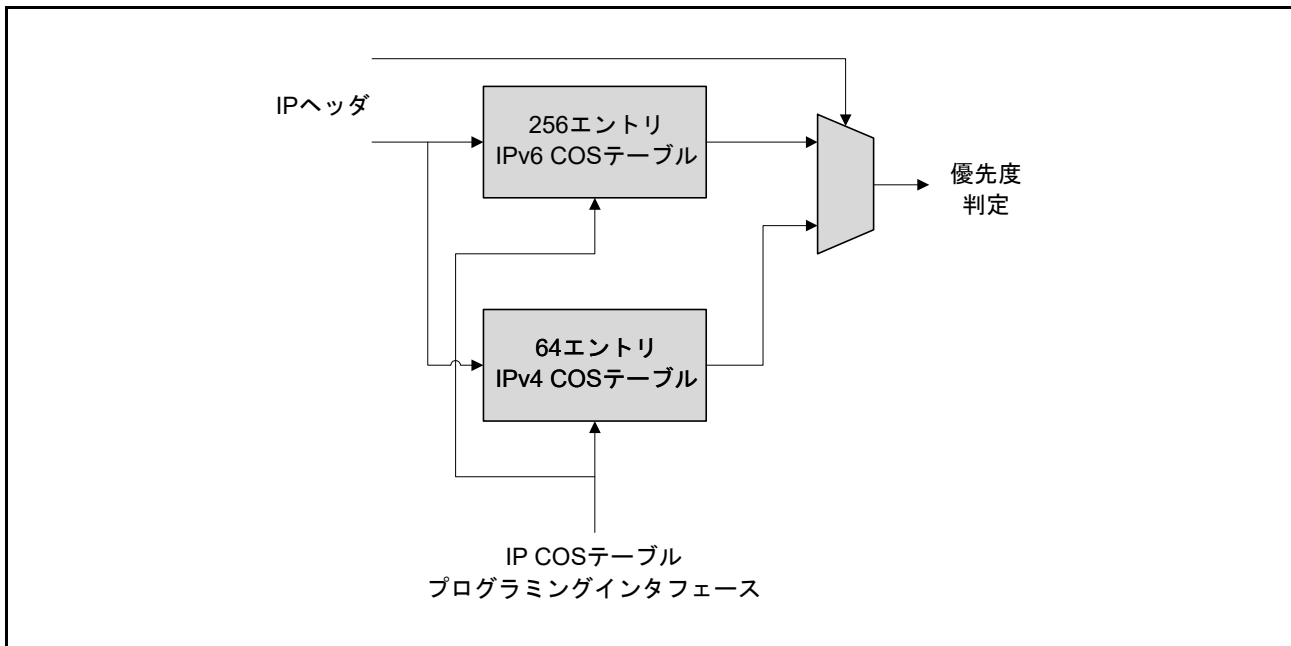 IPヘッダ
256エントリ
IPv6 COSテーブル
優先度
判定
64エントリ
IPv4 COSテーブル
IP COSテーブル
プログラミングインタフェース